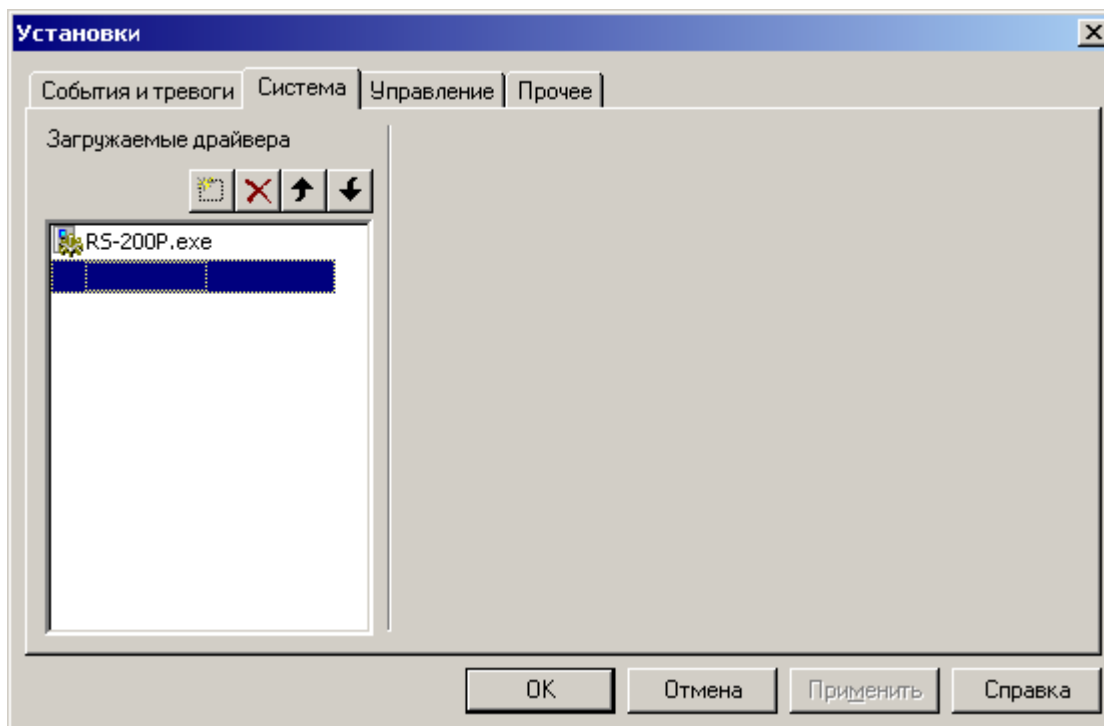 Установки
События и тревоги Система Управление Прочее
Загружаемые драйвера
RS-200P.exe
OK Отмена Применить Справка